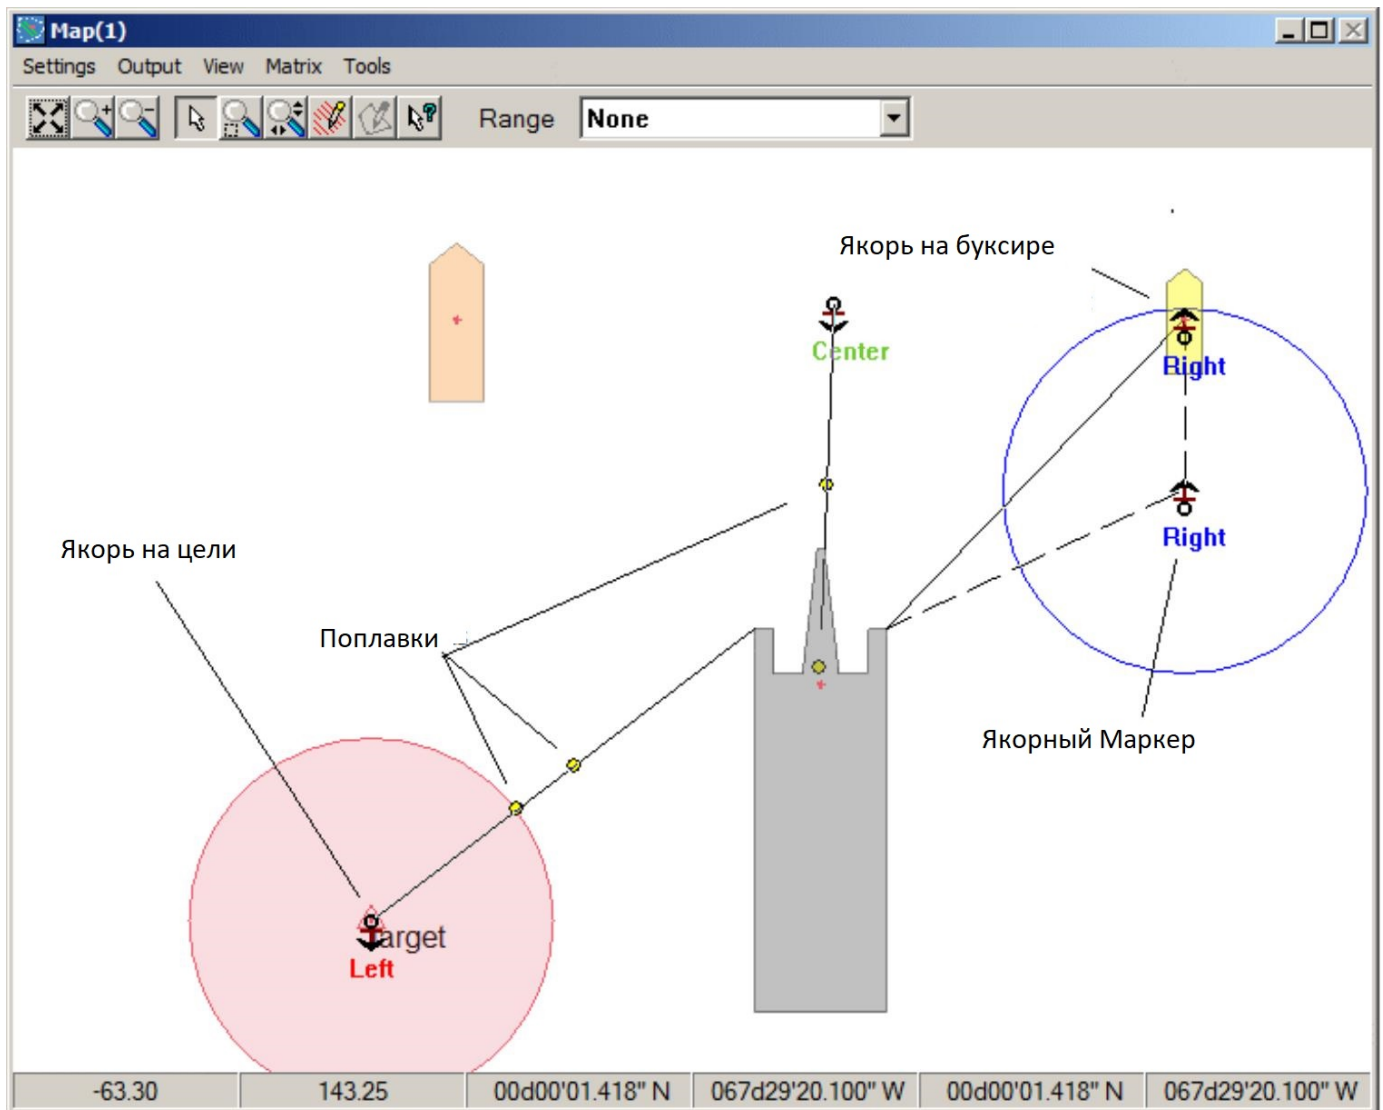 Map(1)
Settings Output View Matrix Tools
Range None
Якорь на буксире
Center
Right
Right
Якорь на цели
Поплавки
Якорный Маркер
Target
Left
-63.30 143.25 00d00'01.418" N 067d29'20.100" W 00d00'01.418" N 067d29'20.100" W